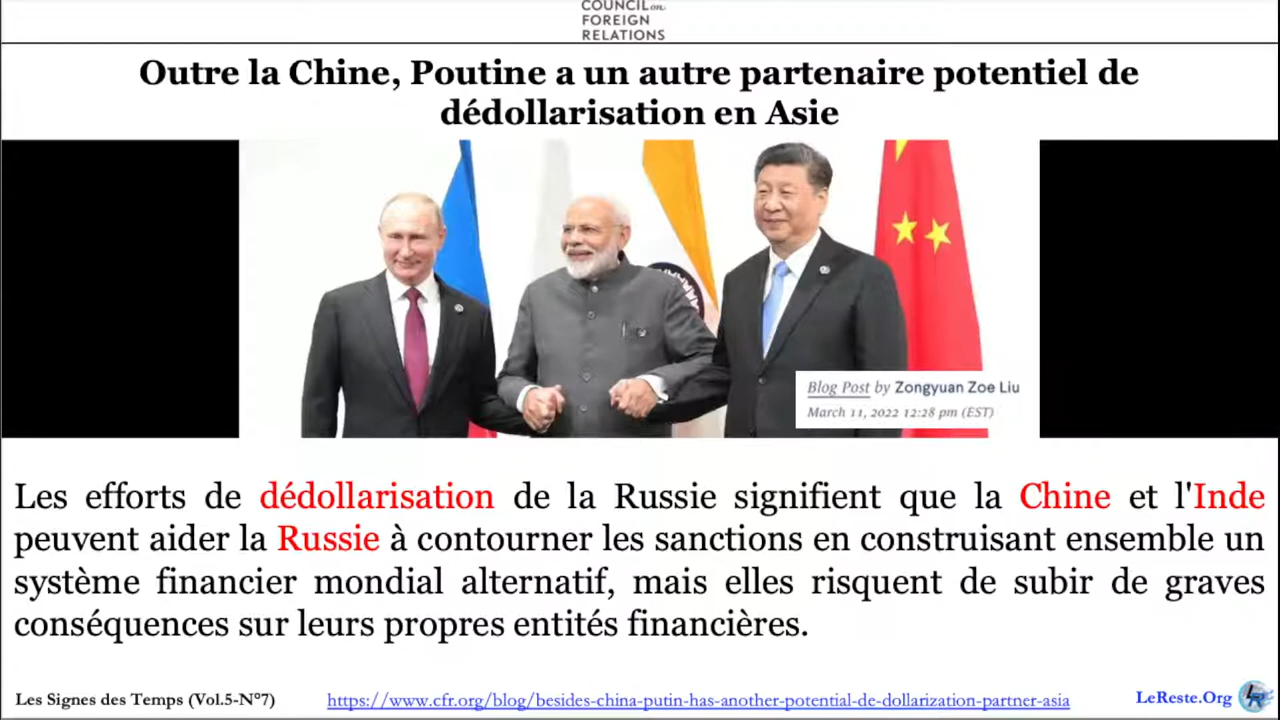 COUNCIL on
FOREIGN
RELATIONS
Outre la Chine, Poutine a un autre partenaire potentiel de
dédollarisation en Asie
Blog Post by Zongyuan Zoe Liu
March 11, 2022 12:28 pm (EST)
Les efforts de dédollarisation de la Russie signifient que la Chine et l'Inde
peuvent aider la Russie à contourner les sanctions en construisant ensemble un
système financier mondial alternatif, mais elles risquent de subir de graves
conséquences sur leurs propres entités financières.
Les Signes des Temps (Vol.5-N°7)
https://www.cfr.org/blog/besides-china-putin-has-another-potential-de-dollarization-partner-asia
LeReste.Org